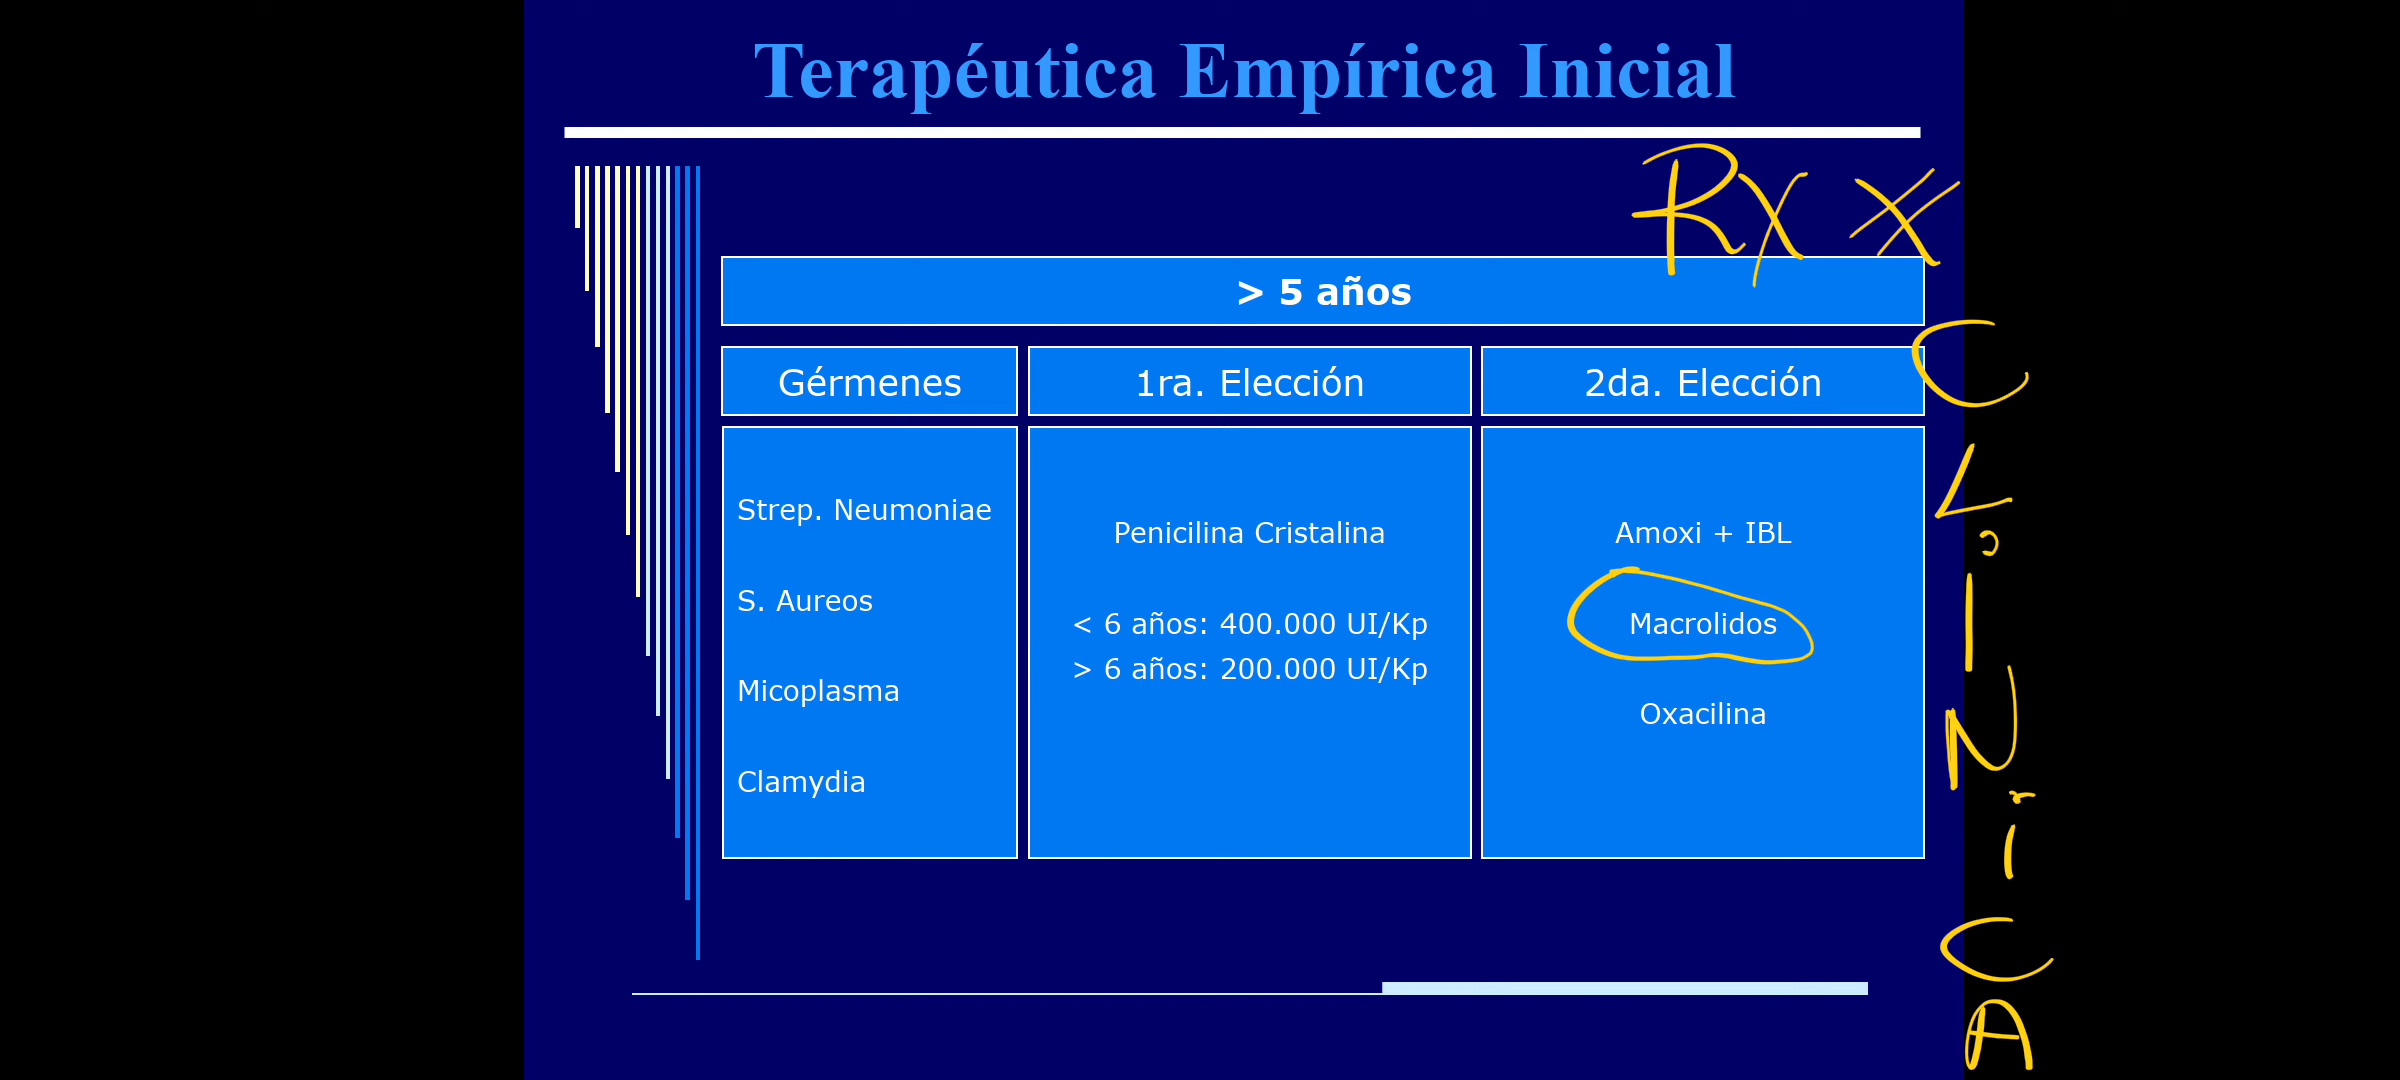 Terapéutica Empírica Inicial
RX ≠
> 5 años
Gérmenes
1ra. Elección
2da. Elección
Strep. Neumoniae
S. Aureos
Micoplasma
Clamydia
Penicilina Cristalina
< 6 años: 400.000 UI/Kp
> 6 años: 200.000 UI/Kp
Amoxi + IBL
Macrolidos
Oxacilina
CLÍNICA